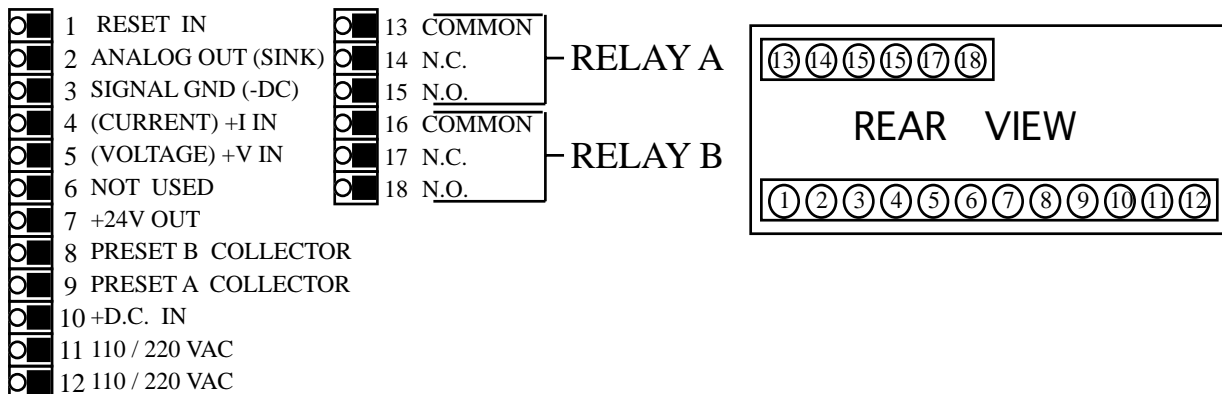 1 RESET IN
2 ANALOG OUT (SINK)
3 SIGNAL GND (-DC)
4 (CURRENT) +I IN
5 (VOLTAGE) +V IN
6 NOT USED
7 +24V OUT
8 PRESET B COLLECTOR
9 PRESET A COLLECTOR
10 +D.C. IN
11 110 / 220 VAC
12 110 / 220 VAC
13 COMMON
14 N.C.
15 N.O.
RELAY A
16 COMMON
17 N.C.
18 N.O.
RELAY B
13 14 15 15 17 18
REAR VIEW
1 2 3 4 5 6 7 8 9 10 11 12